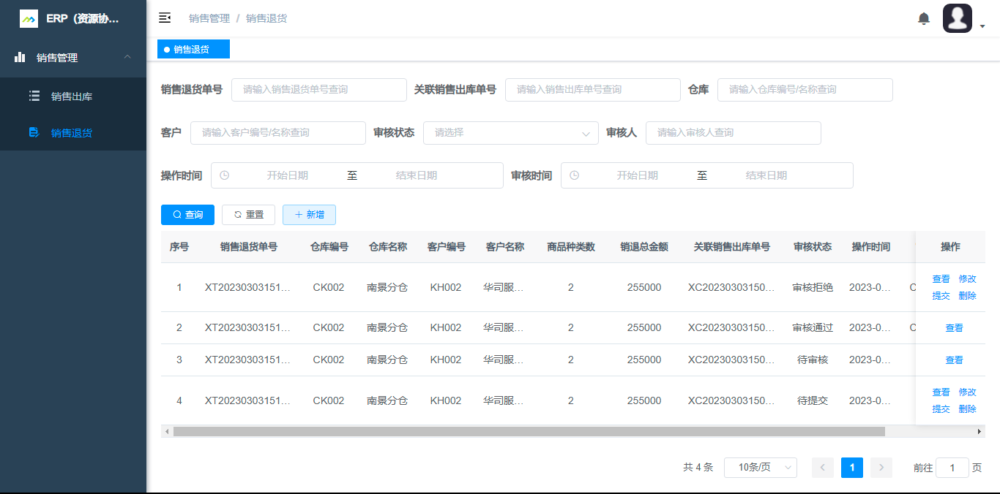 ERP（资源协...
销售管理
销售出库
销售退货
销售管理 / 销售退货
销售退货
销售退货单号 请输入销售退货单号查询 关联销售出库单号 请输入销售出库单号查询 仓库 请输入仓库编号/名称查询
客户 请输入客户编号/名称查询 审核状态 请选择 审核人 请输入审核人查询
操作时间 开始日期 至 结束日期 审核时间 开始日期 至 结束日期
查询 重置 新增
序号 销售退货单号 仓库编号 仓库名称 客户编号 客户名称 商品种类数 销退总金额 关联销售出库单号 审核状态 操作时间 操作
1 XT20230303151... CK002 南景分仓 KH002 华司服... 2 255000 XC20230303150... 审核拒绝 2023-0... C 查看 修改
提交 删除
2 XT20230303151... CK002 南景分仓 KH002 华司服... 2 255000 XC20230303150... 审核通过 2023-0... C 查看
3 XT20230303151... CK002 南景分仓 KH002 华司服... 2 255000 XC20230303150... 待审核 2023-0... 查看
4 XT20230303151... CK002 南景分仓 KH002 华司服... 2 255000 XC20230303150... 待提交 2023-0... 查看 修改
提交 删除
共 4 条 10条/页 1 前往 1 页